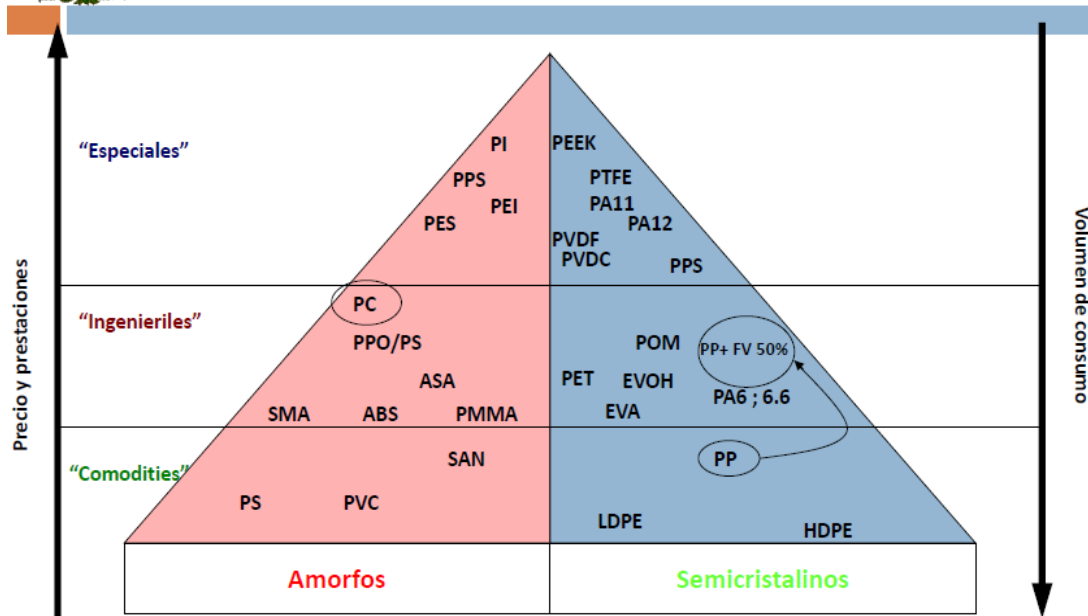 "Especiales"
PI
PEEK
PPS
PTFE
PEI
PA11
PES
PA12
PVDF
PVDC
PPS
Precio y prestaciones
Volumen de consumo
"Ingenieriles"
PC
PPO/PS
POM
PP+ FV 50%
ASA
PET
EVOH
PA6 ; 6.6
SMA
ABS
PMMA
EVA
"Comodities"
SAN
PP
PS
PVC
LDPE
HDPE
Amorfos
Semicristalinos